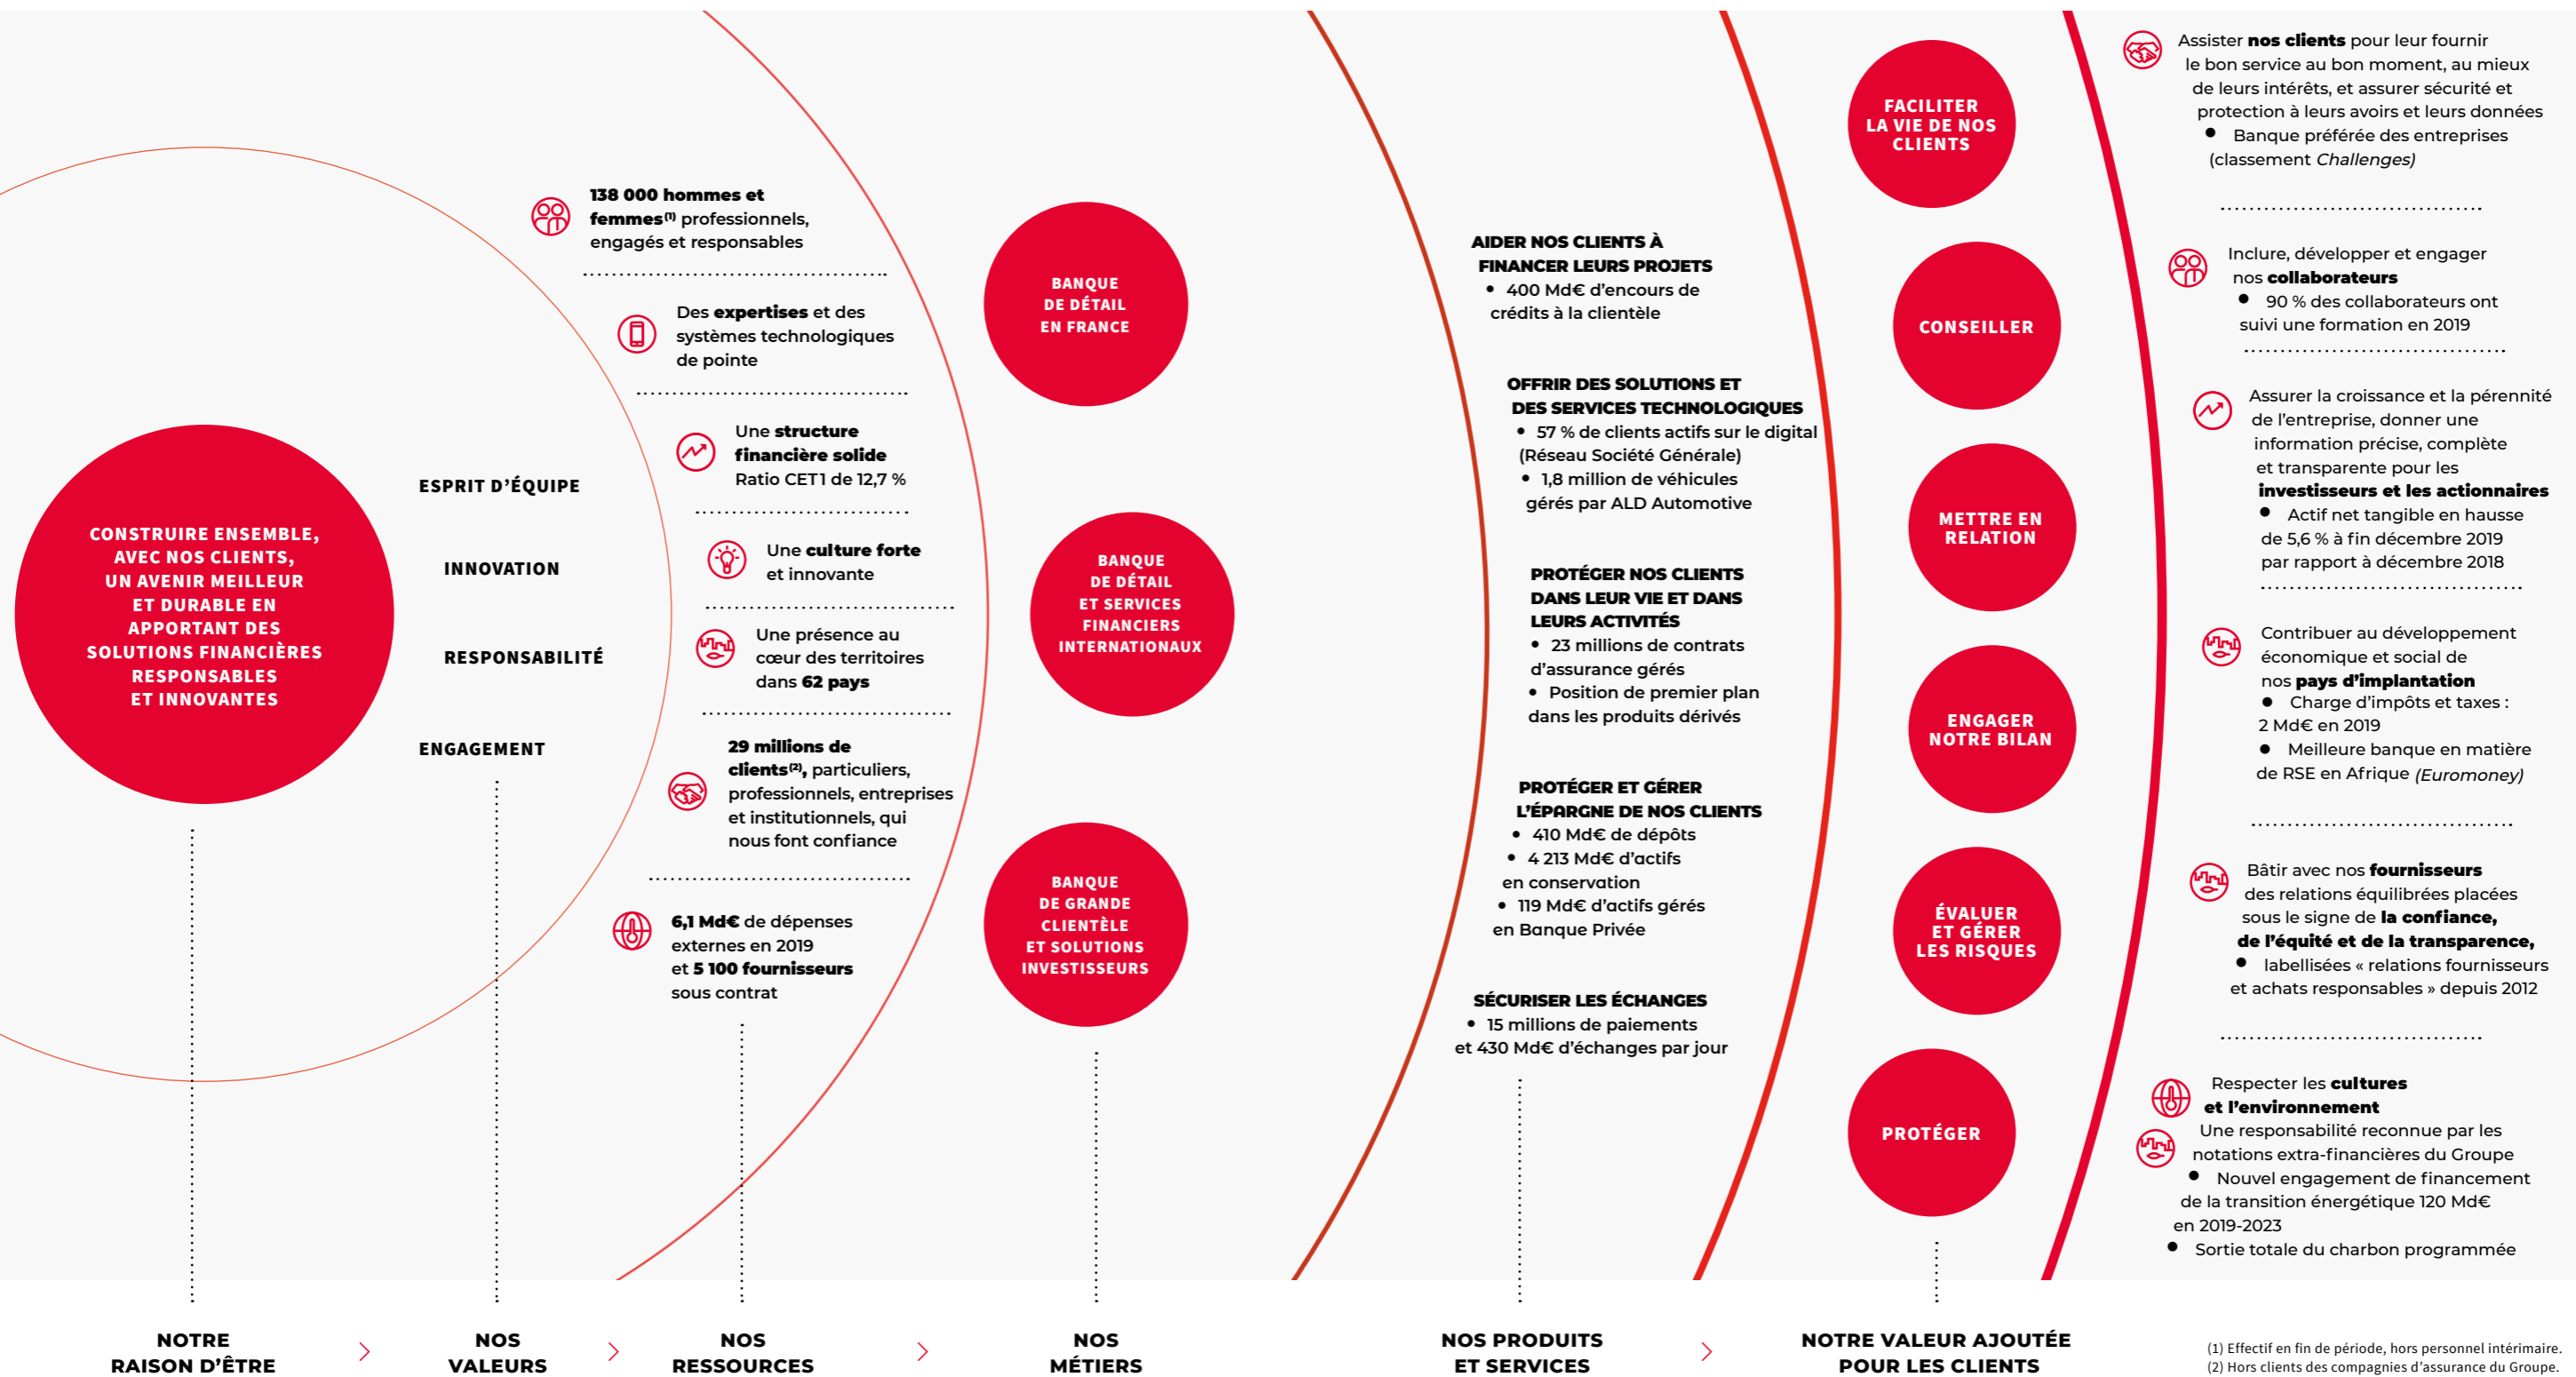 CONSTRUIRE ENSEMBLE,
AVEC NOS CLIENTS,
UN AVENIR MEILLEUR
ET DURABLE EN
APPORTANT DES
SOLUTIONS FINANCIÈRES
RESPONSABLES
ET INNOVANTES
ESPRIT D'ÉQUIPE
INNOVATION
RESPONSABILITÉ
ENGAGEMENT
138 000 hommes et
femmes(1) professionnels,
engagés et responsables
Des expertises et des
systèmes technologiques
de pointe
Une structure
financière solide
Ratio CET1 de 12,7 %
Une culture forte
et innovante
Une présence au
cœur des territoires
dans 62 pays
29 millions de
clients(2), particuliers,
professionnels, entreprises
et institutionnels, qui
nous font confiance
6,1 Md€ de dépenses
externes en 2019
et 5 100 fournisseurs
sous contrat
BANQUE
DE DÉTAIL
EN FRANCE
BANQUE
DE DÉTAIL
ET SERVICES
FINANCIERS
INTERNATIONAUX
BANQUE
DE GRANDE
CLIENTÈLE
ET SOLUTIONS
INVESTISSEURS
AIDER NOS CLIENTS À
FINANCER LEURS PROJETS
• 400 Md€ d'encours de
crédits à la clientèle
OFFRIR DES SOLUTIONS ET
DES SERVICES TECHNOLOGIQUES
• 57 % de clients actifs sur le digital
(Réseau Société Générale)
• 1,8 million de véhicules
gérés par ALD Automotive
PROTÉGER NOS CLIENTS
DANS LEUR VIE ET DANS
LEURS ACTIVITÉS
• 23 millions de contrats
d'assurance gérés
• Position de premier plan
dans les produits dérivés
PROTÉGER ET GÉRER
L'ÉPARGNE DE NOS CLIENTS
• 410 Md€ de dépôts
• 4 213 Md€ d'actifs
en conservation
• 119 Md€ d'actifs gérés
en Banque Privée
SÉCURISER LES ÉCHANGES
• 15 millions de paiements
et 430 Md€ d'échanges par jour
FACILITER
LA VIE DE NOS
CLIENTS
CONSEILLER
METTRE EN
RELATION
ENGAGER
NOTRE BILAN
ÉVALUER
ET GÉRER
LES RISQUES
PROTÉGER
Assister nos clients pour leur fournir
le bon service au bon moment, au mieux
de leurs intérêts, et assurer sécurité et
protection à leurs avoirs et leurs données
• Banque préférée des entreprises
(classement Challenges)
Inclure, développer et engager
nos collaborateurs
• 90 % des collaborateurs ont
suivi une formation en 2019
Assurer la croissance et la pérennité
de l'entreprise, donner une
information précise, complète
et transparente pour les
investisseurs et les actionnaires
• Actif net tangible en hausse
de 5,6 % à fin décembre 2019
par rapport à décembre 2018
Contribuer au développement
économique et social de
nos pays d'implantation
• Charge d'impôts et taxes :
2 Md€ en 2019
• Meilleure banque en matière
de RSE en Afrique (Euromoney)
Bâtir avec nos fournisseurs
des relations équilibrées placées
sous le signe de la confiance,
de l'équité et de la transparence,
• labellisées « relations fournisseurs
et achats responsables » depuis 2012
Respecter les cultures
et l'environnement
Une responsabilité reconnue par les
notations extra-financières du Groupe
• Nouvel engagement de financement
de la transition énergétique 120 Md€
en 2019-2023
• Sortie totale du charbon programmée
NOTRE
RAISON D'ÊTRE
NOS
VALEURS
NOS
RESSOURCES
NOS
MÉTIERS
NOS PRODUITS
ET SERVICES
NOTRE VALEUR AJOUTÉE
POUR LES CLIENTS
(1) Effectif en fin de période, hors personnel intérimaire.
(2) Hors clients des compagnies d'assurance du Groupe.